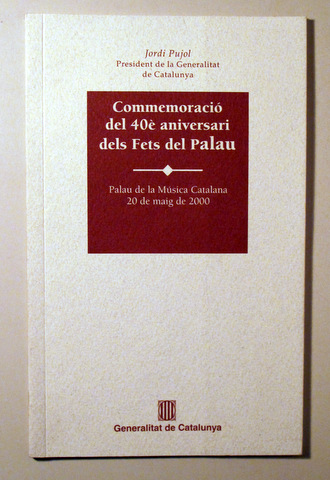 Jordi Pujol
President de la Generalitat
de Catalunya
Commemoració
del 40è aniversari
dels Fets del Palau
Palau de la Música Catalana
20 de maig de 2000
Generalitat de Catalunya